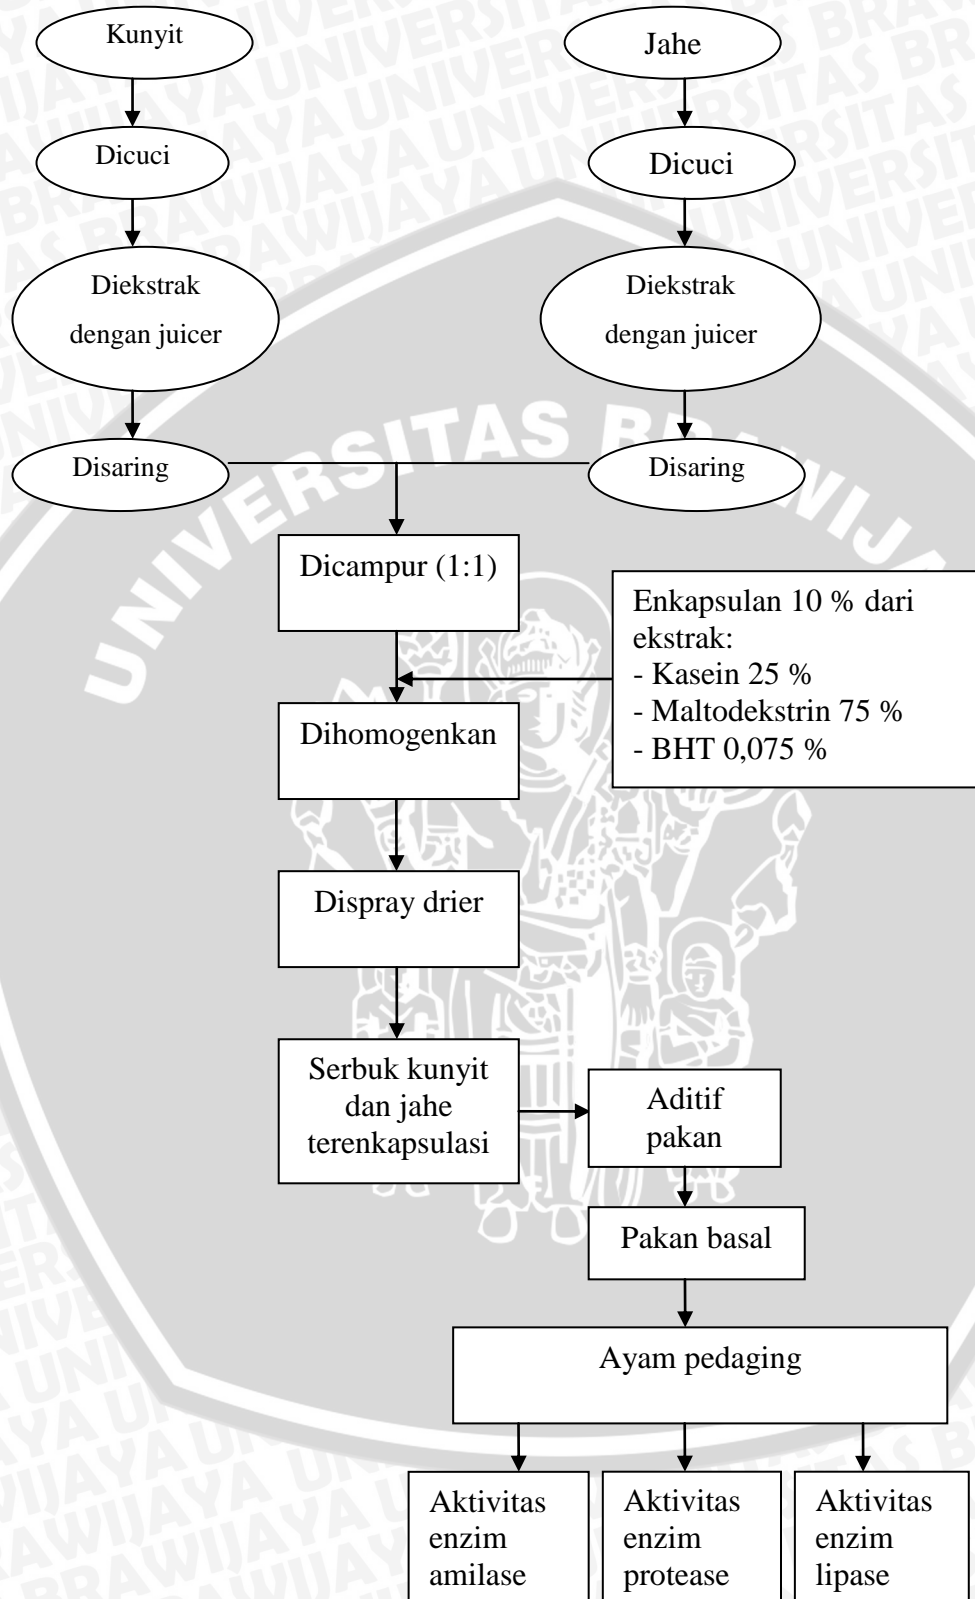 Kunyit
Jahe
Dicuci
Dicuci
Diekstrak
dengan juicer
Diekstrak
dengan juicer
Disaring
Disaring
UNIVERSITAS BRAWIJA
Dicampur (1:1)
Enkapsulan 10 % dari
ekstrak:
- Kasein 25 %
- Maltodekstrin 75 %
- BHT 0,075 %
Dihomogenkan
Dispray drier
Serbuk kunyit
dan jahe
terenkapsulasi
Aditif
pakan
Pakan basal
Ayam pedaging
Aktivitas
enzim
amilase
Aktivitas
enzim
protease
Aktivitas
enzim
lipase